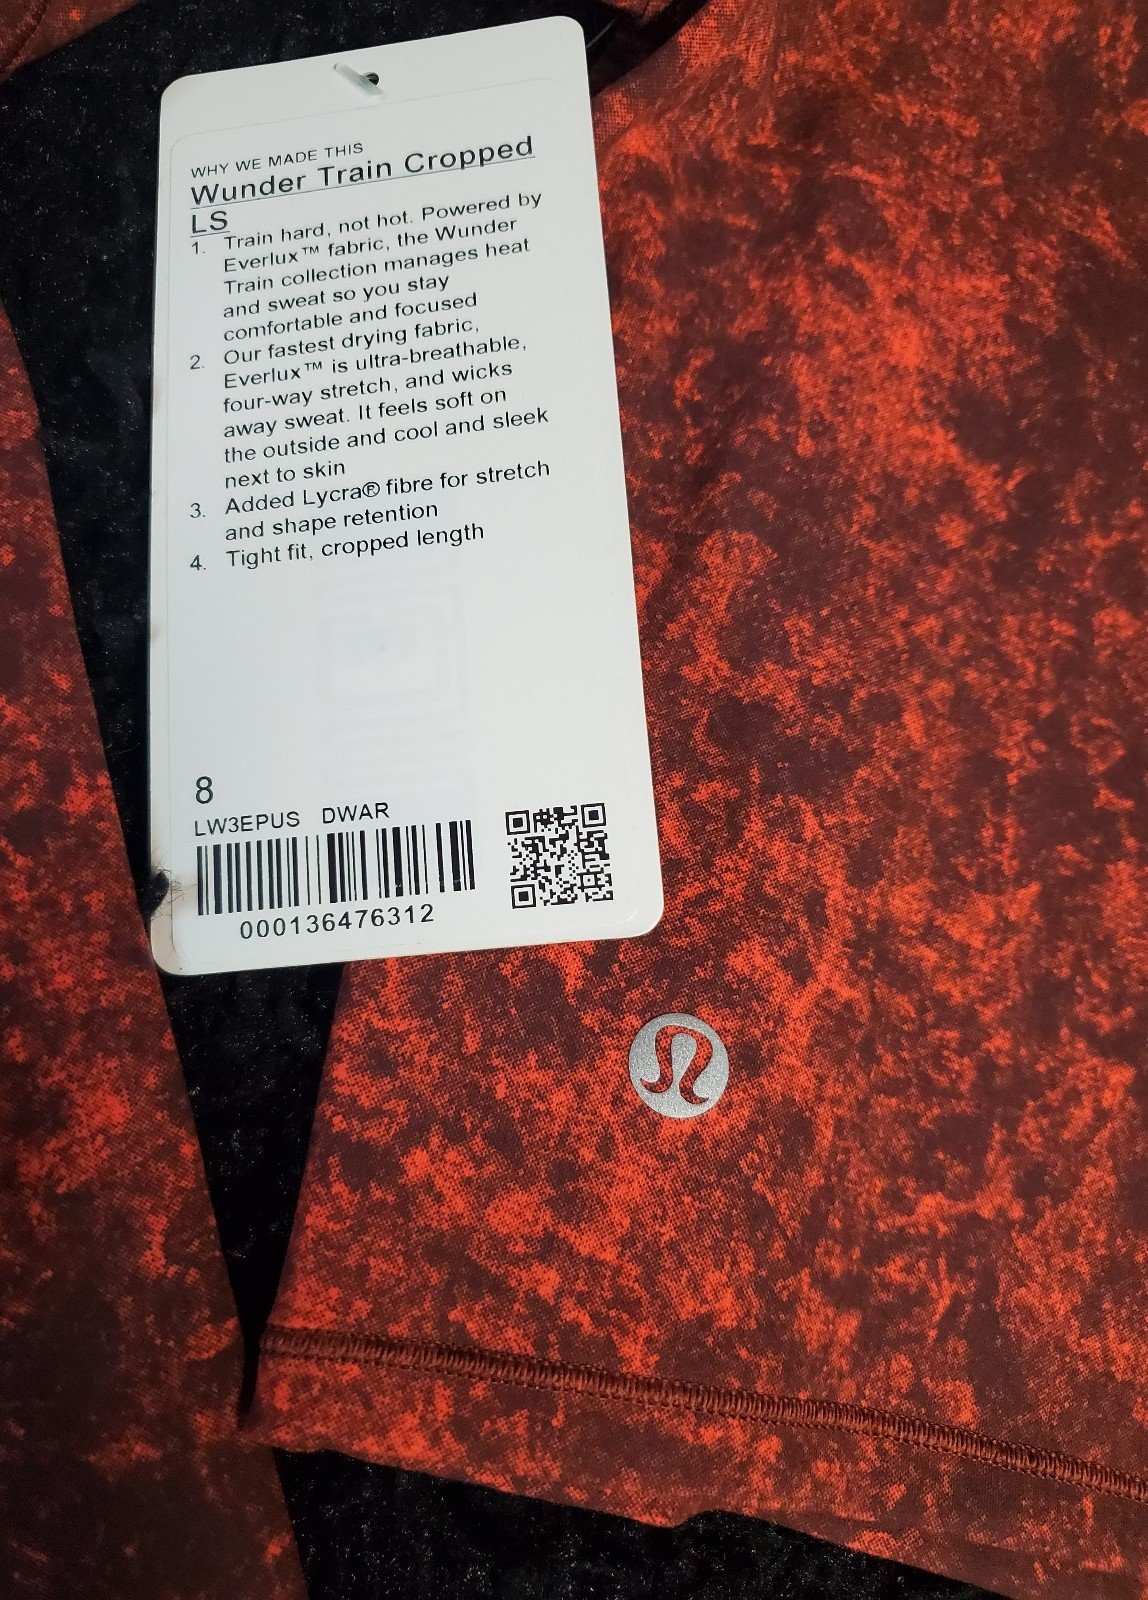 WHY WE MADE THIS
Wunder Train Cropped
LS
1. Train hard, not hot. Powered by
Everlux™ fabric, the Wunder
Train collection manages heat
and sweat so you stay
comfortable and focused
2. Our fastest drying fabric,
Everlux™ is ultra-breathable,
four-way stretch, and wicks
away sweat. It feels soft on
the outside and cool and sleek
next to skin
3. Added Lycra® fibre for stretch
and shape retention
4. Tight fit, cropped length
8
LW3EPUS DWAR
000136476312